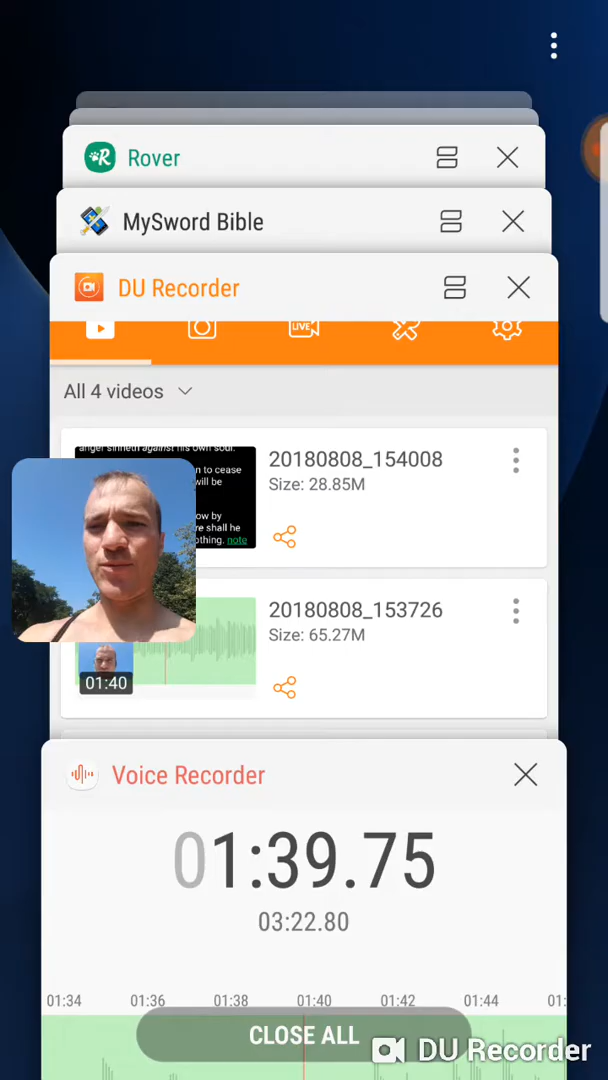 Rover
MySword Bible
DU Recorder
LIVE
All 4 videos
anger sinneth against his own soul.
n to cease
will be
20180808_154008
Size: 28.85M
ow by
re shall he
othing. note
20180808_153726
Size: 65.27M
01:40
Voice Recorder
01:39.75
03:22.80
01:34 01:36 01:38 01:40 01:42 01:44 01:
CLOSE ALL
DU Recorder